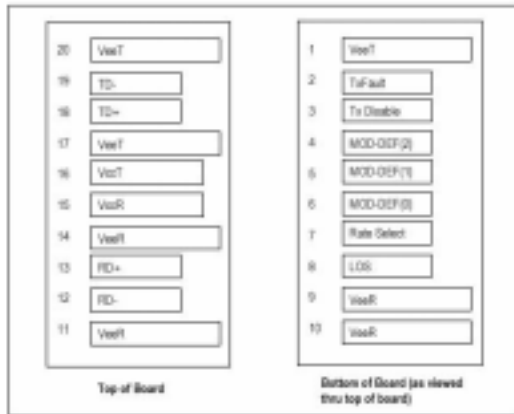 20 VeeT
19 TD-
18 TD+
17 VeeT
16 VccT
15 VccR
14 VeeR
13 RD+
12 RD-
11 VeeR
Top of Board
1 VeeT
2 TxFault
3 Tx Disable
4 MOD-DEF(2)
5 MOD-DEF(1)
6 MOD-DEF(0)
7 Rate Select
8 LOS
9 VeeR
10 VeeR
Bottom of Board (as viewed
thru top of board)